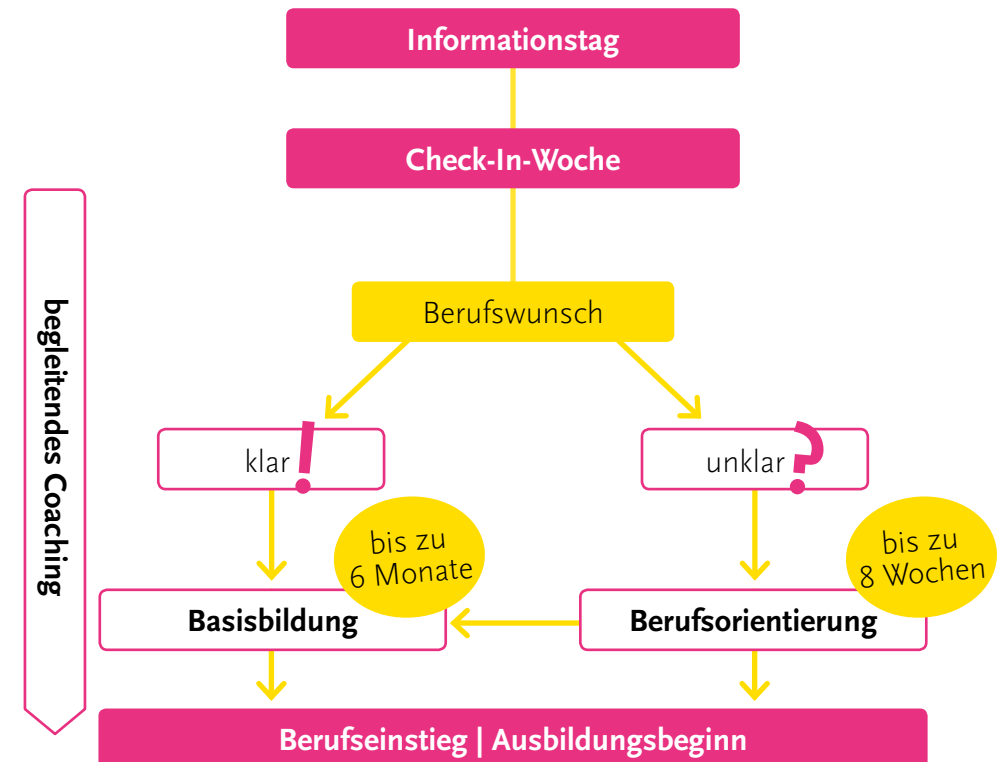 Informationstag
Check-In-Woche
begleitendes Coaching
Berufswunsch
klar !
unklar ?
bis zu
6 Monate
bis zu
8 Wochen
Basisbildung
Berufsorientierung
Berufseinstieg | Ausbildungsbeginn